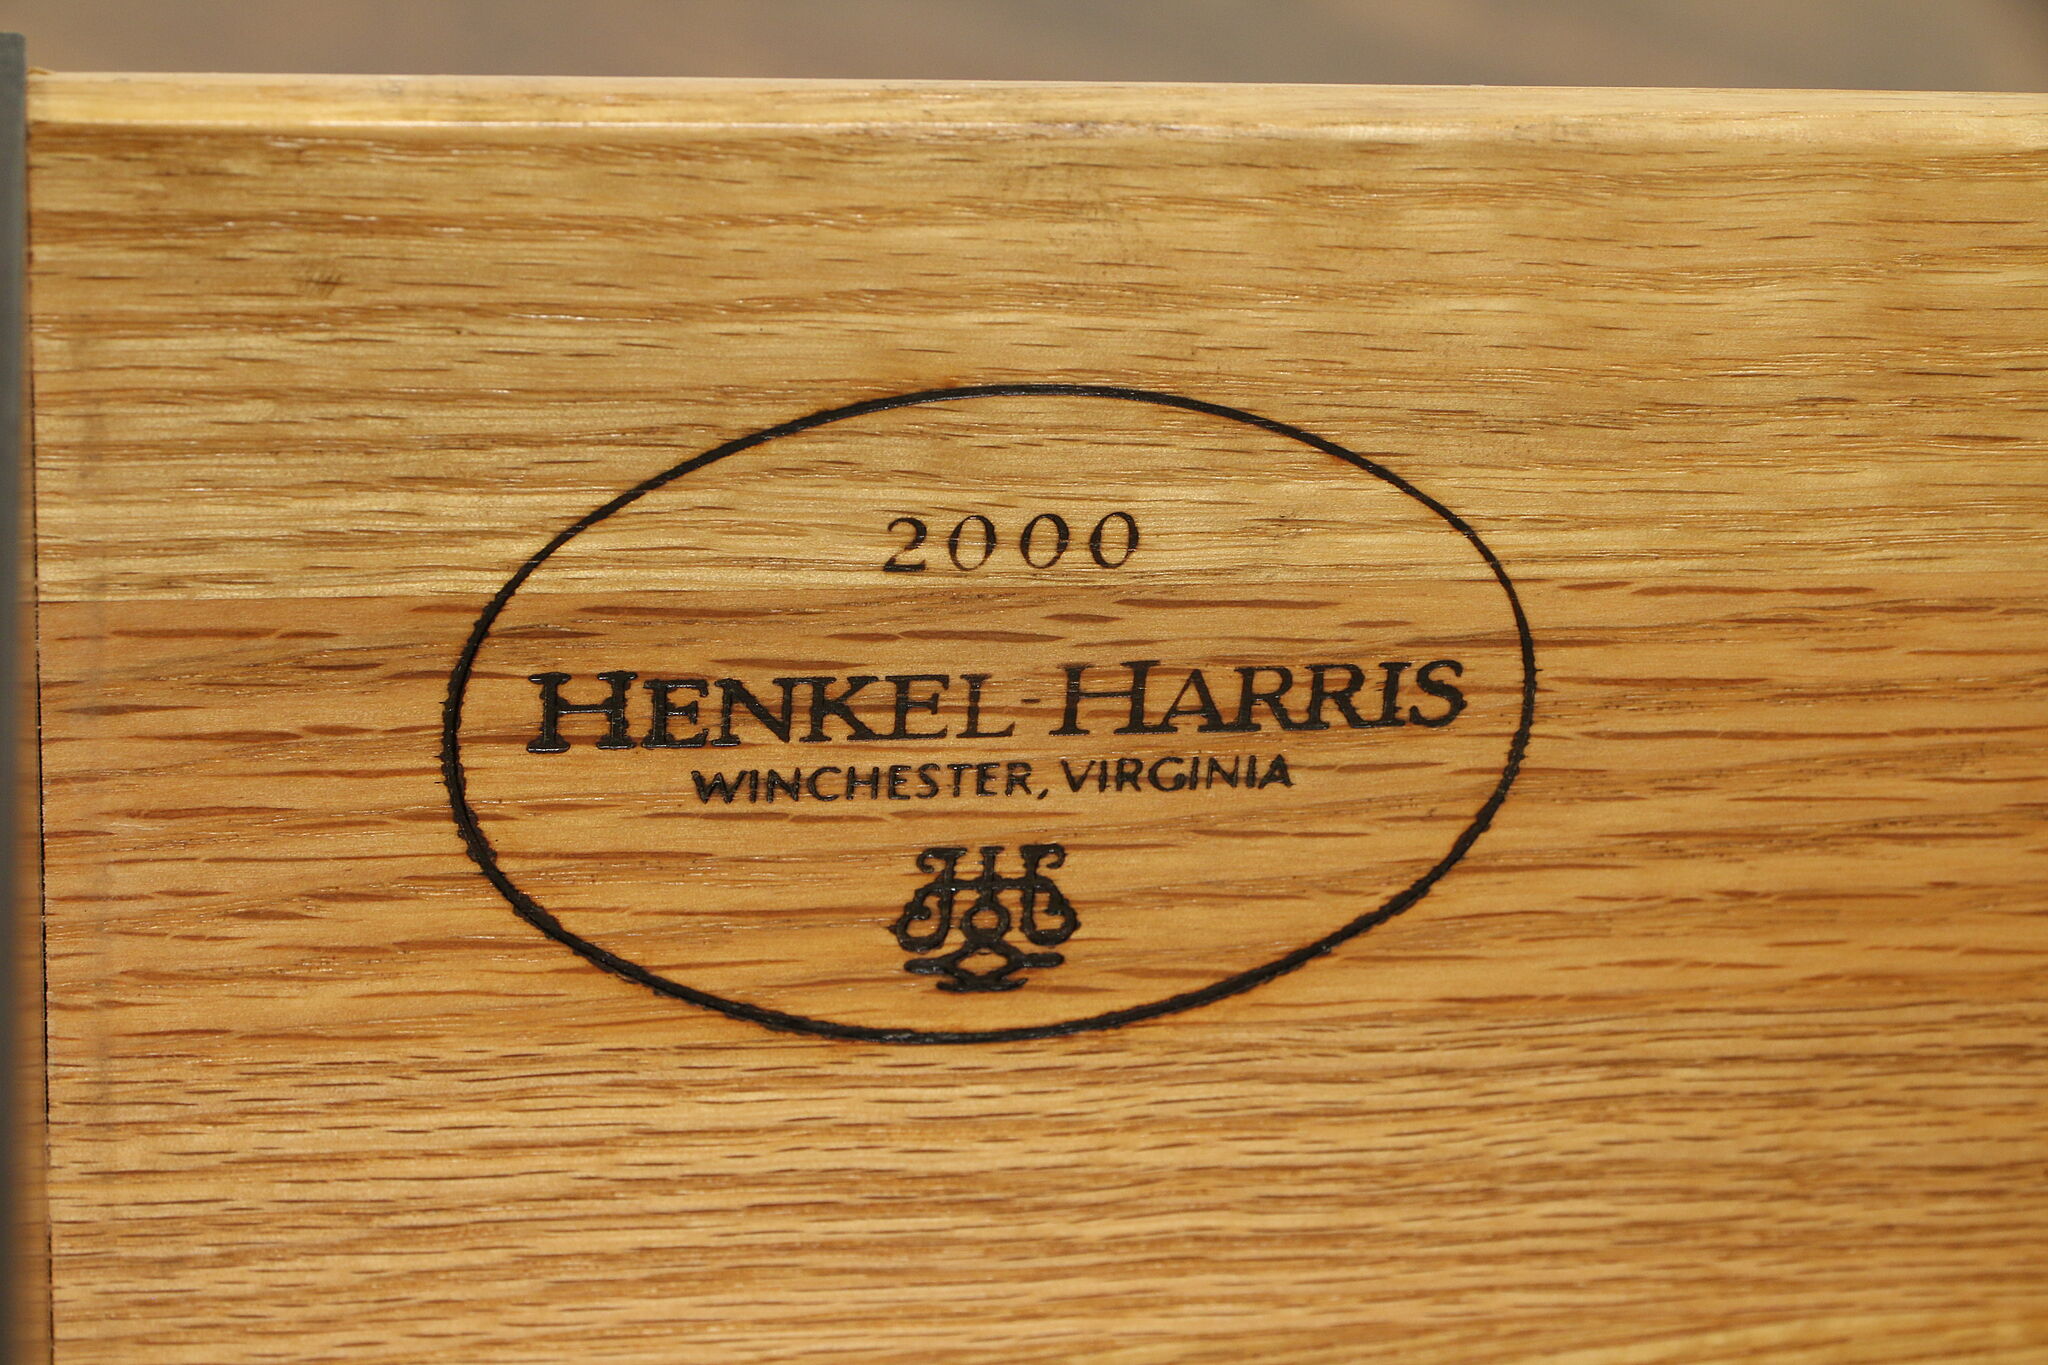 2000
HENKEL-HARRIS
WINCHESTER, VIRGINIA